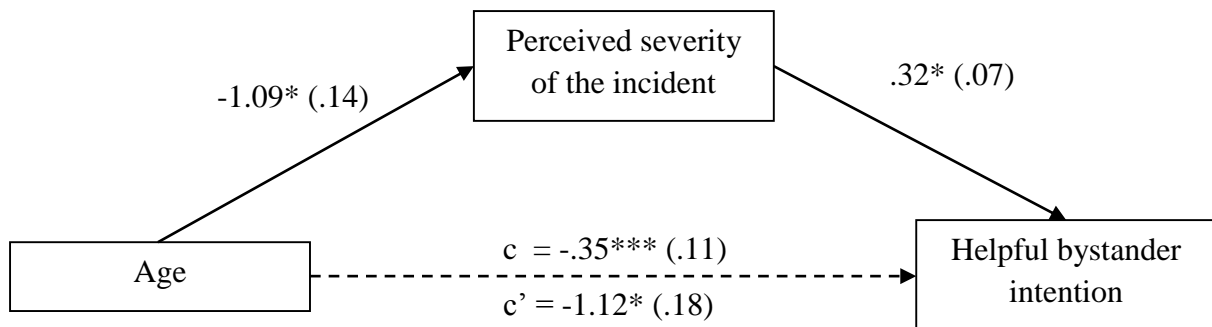 Perceived severity
of the incident
-1.09* (.14)
.32* (.07)
Age
c = -.35*** (.11)
c’ = -1.12* (.18)
Helpful bystander
intention